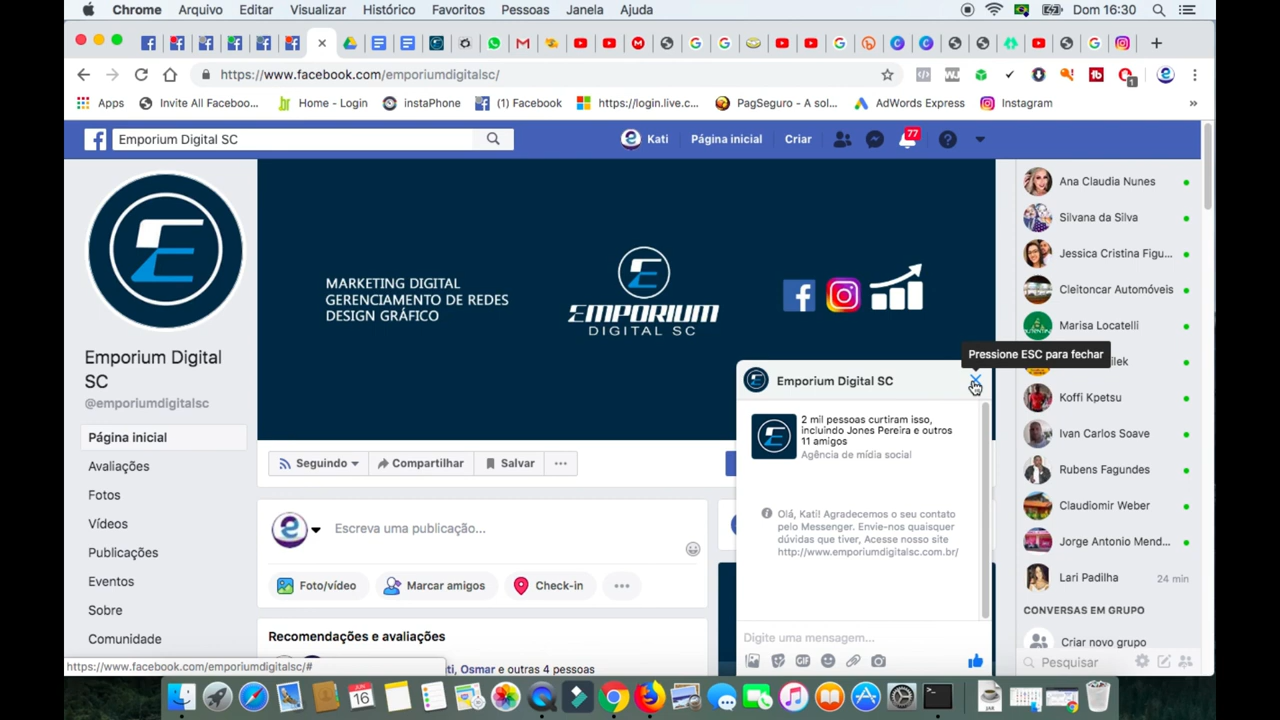 Chrome Arquivo Editar Visualizar Histórico Favoritos Pessoas Janela Ajuda Dom 16:30
https://www.facebook.com/emporiumdigitalsc/
Apps Invite All Faceboo... Home - Login instaPhone (1) Facebook https://login.live.c... PagSeguro - A sol... AdWords Express Instagram »
Emporium Digital SC Kati Página inicial Criar 77
MARKETING DIGITAL
GERENCIAMENTO DE REDES
DESIGN GRÁFICO
EMPORIUM
DIGITAL SC
Emporium Digital
SC
@emporiumdigitalsc
Página inicial
Avaliações
Fotos
Vídeos
Publicações
Eventos
Sobre
Comunidade
https://www.facebook.com/emporiumdigitalsc/#
Seguindo Compartilhar Salvar ...
Escreva uma publicação...
Foto/vídeo Marcar amigos Check-in ...
Recomendações e avaliações
Osmar e outras 4 pessoas
Pressione ESC para fechar
Emporium Digital SC
2 mil pessoas curtiram isso,
incluindo Jones Pereira e outros
11 amigos
Agência de mídia social
Olá, Kati! Agradecemos o seu contato
pelo Messenger. Envie-nos quaisquer
dúvidas que tiver, Acesse nosso site
http://www.emporiumdigitalsc.com.br/
Digite uma mensagem...
GIF
Ana Claudia Nunes
Silvana da Silva
Jessica Cristina Figu...
Cleitoncar Automóveis
Marisa Locatelli
Koffi Kpetsu
Ivan Carlos Soave
Rubens Fagundes
Claudiomir Weber
Jorge Antonio Mend...
Lari Padilha 24 min
CONVERSAS EM GRUPO
Criar novo grupo
Pesquisar